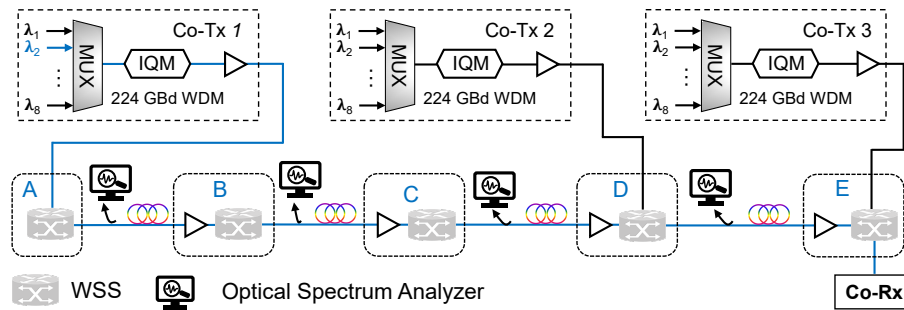 Co-Tx 1
λ1
λ2
⋮
λ8
MUX
IQM
224 GBd WDM
Co-Tx 2
λ1
λ2
⋮
λ8
MUX
IQM
224 GBd WDM
Co-Tx 3
λ1
λ2
⋮
λ8
MUX
IQM
224 GBd WDM
A
B
C
D
E
WSS
Optical Spectrum Analyzer
Co-Rx